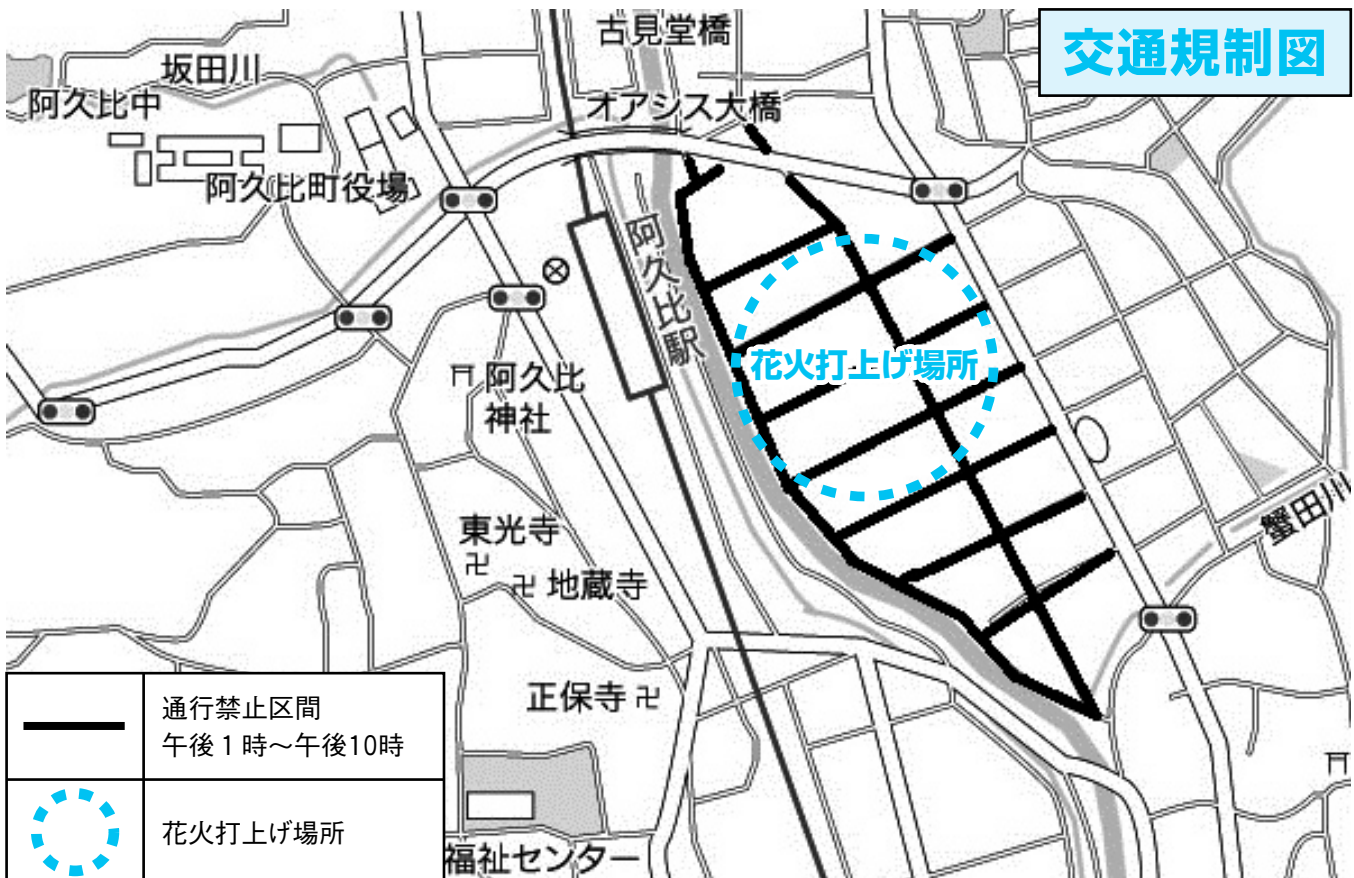 交通規制図
古見堂橋
坂田川
阿久比中
オアシス大橋
阿久比町役場
阿久比駅
花火打上げ場所
阿久比
神社
蟹田川
東光寺
地蔵寺
正保寺
通行禁止区間
午後１時～午後10時
花火打上げ場所
福祉センター